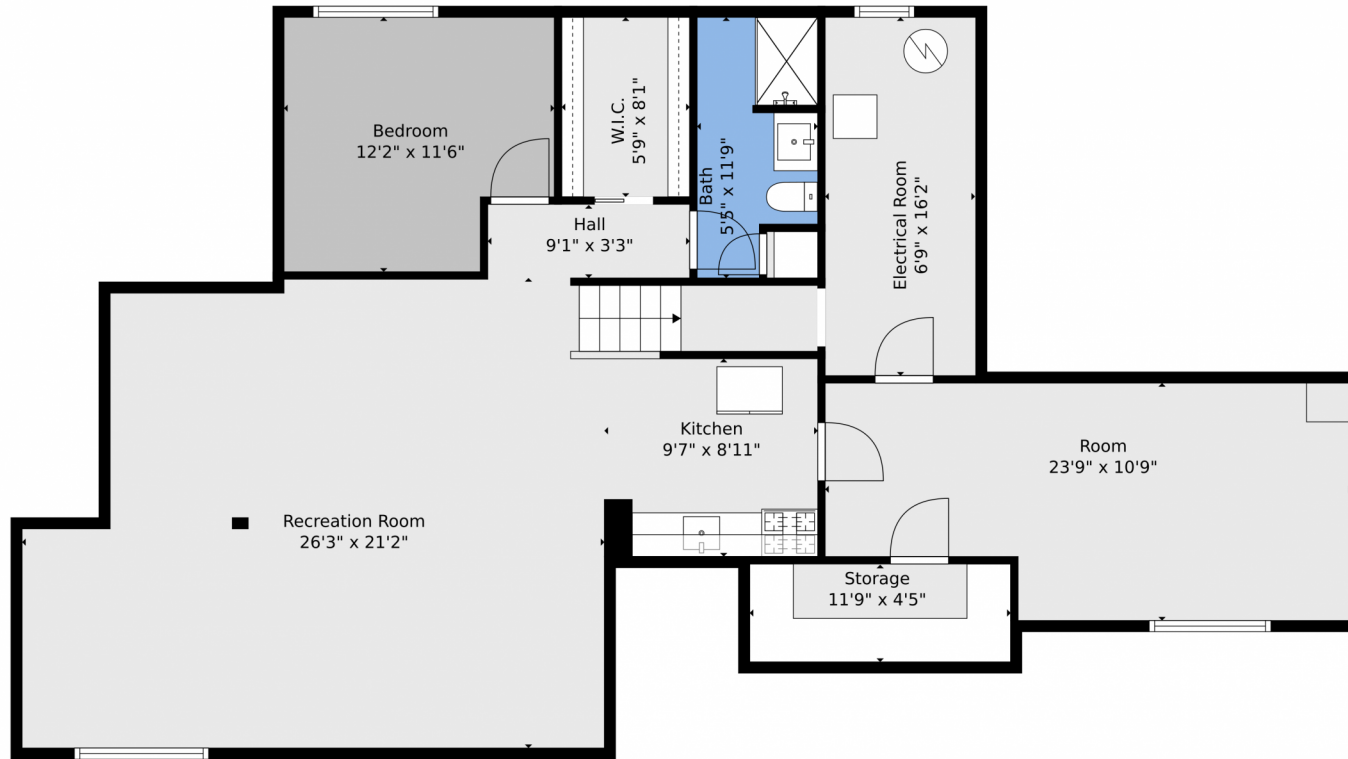 Bedroom
12'2" x 11'6"
W.I.C.
5'9" x 8'1"
Bath
5'5" x 11'9"
Electrical Room
6'9" x 16'2"
Hall
9'1" x 3'3"
Kitchen
9'7" x 8'11"
Room
23'9" x 10'9"
Recreation Room
26'3" x 21'2"
Storage
11'9" x 4'5"